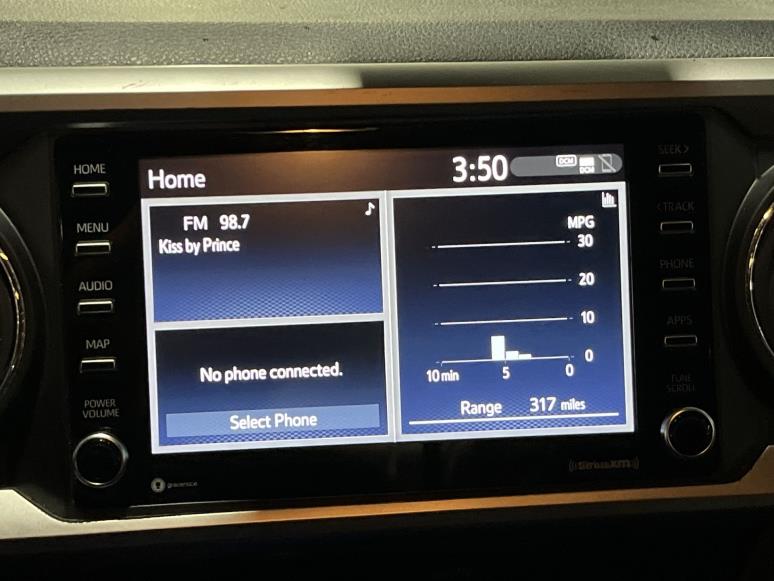 HOME
MENU
AUDIO
MAP
POWER
VOLUME
Home
3:50
DCM
DCM
FM 98.7
Kiss by Prince
No phone connected.
Select Phone
MPG
30
20
10
0
10 min 5 0
Range 317 miles
SEEK >
< TRACK
PHONE
APPS
TUNE
SCROLL
gracenote
((SiriusXM))